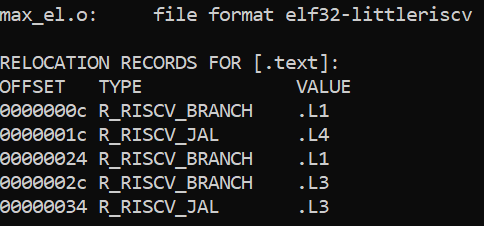 max_el.o:     file format elf32-littleriscv
RELOCATION RECORDS FOR [.text]:
OFFSET   TYPE              VALUE
0000000c R_RISCV_BRANCH    .L1
0000001c R_RISCV_JAL       .L4
00000024 R_RISCV_BRANCH    .L1
0000002c R_RISCV_BRANCH    .L3
00000034 R_RISCV_JAL       .L3